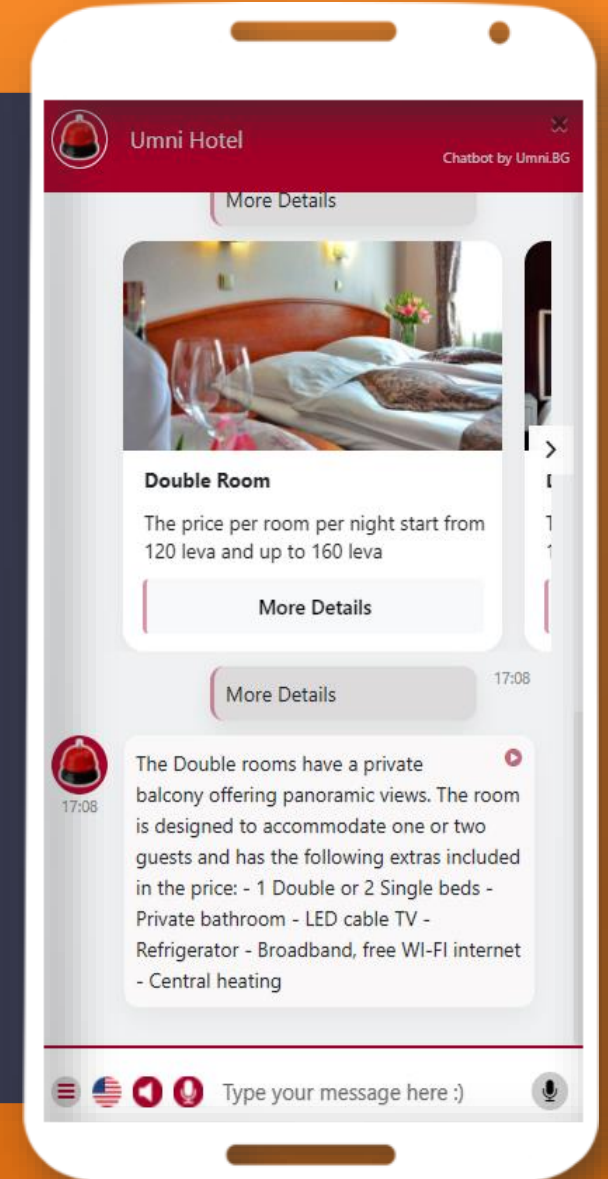 Umni Hotel
Chatbot by Umni.BG
More Details
Double Room
The price per room per night start from
120 leva and up to 160 leva
More Details
More Details
17:08
17:08
The Double rooms have a private
balcony offering panoramic views. The room
is designed to accommodate one or two
guests and has the following extras included
in the price: - 1 Double or 2 Single beds -
Private bathroom - LED cable TV -
Refrigerator - Broadband, free WI-FI internet
- Central heating
Type your message here :)